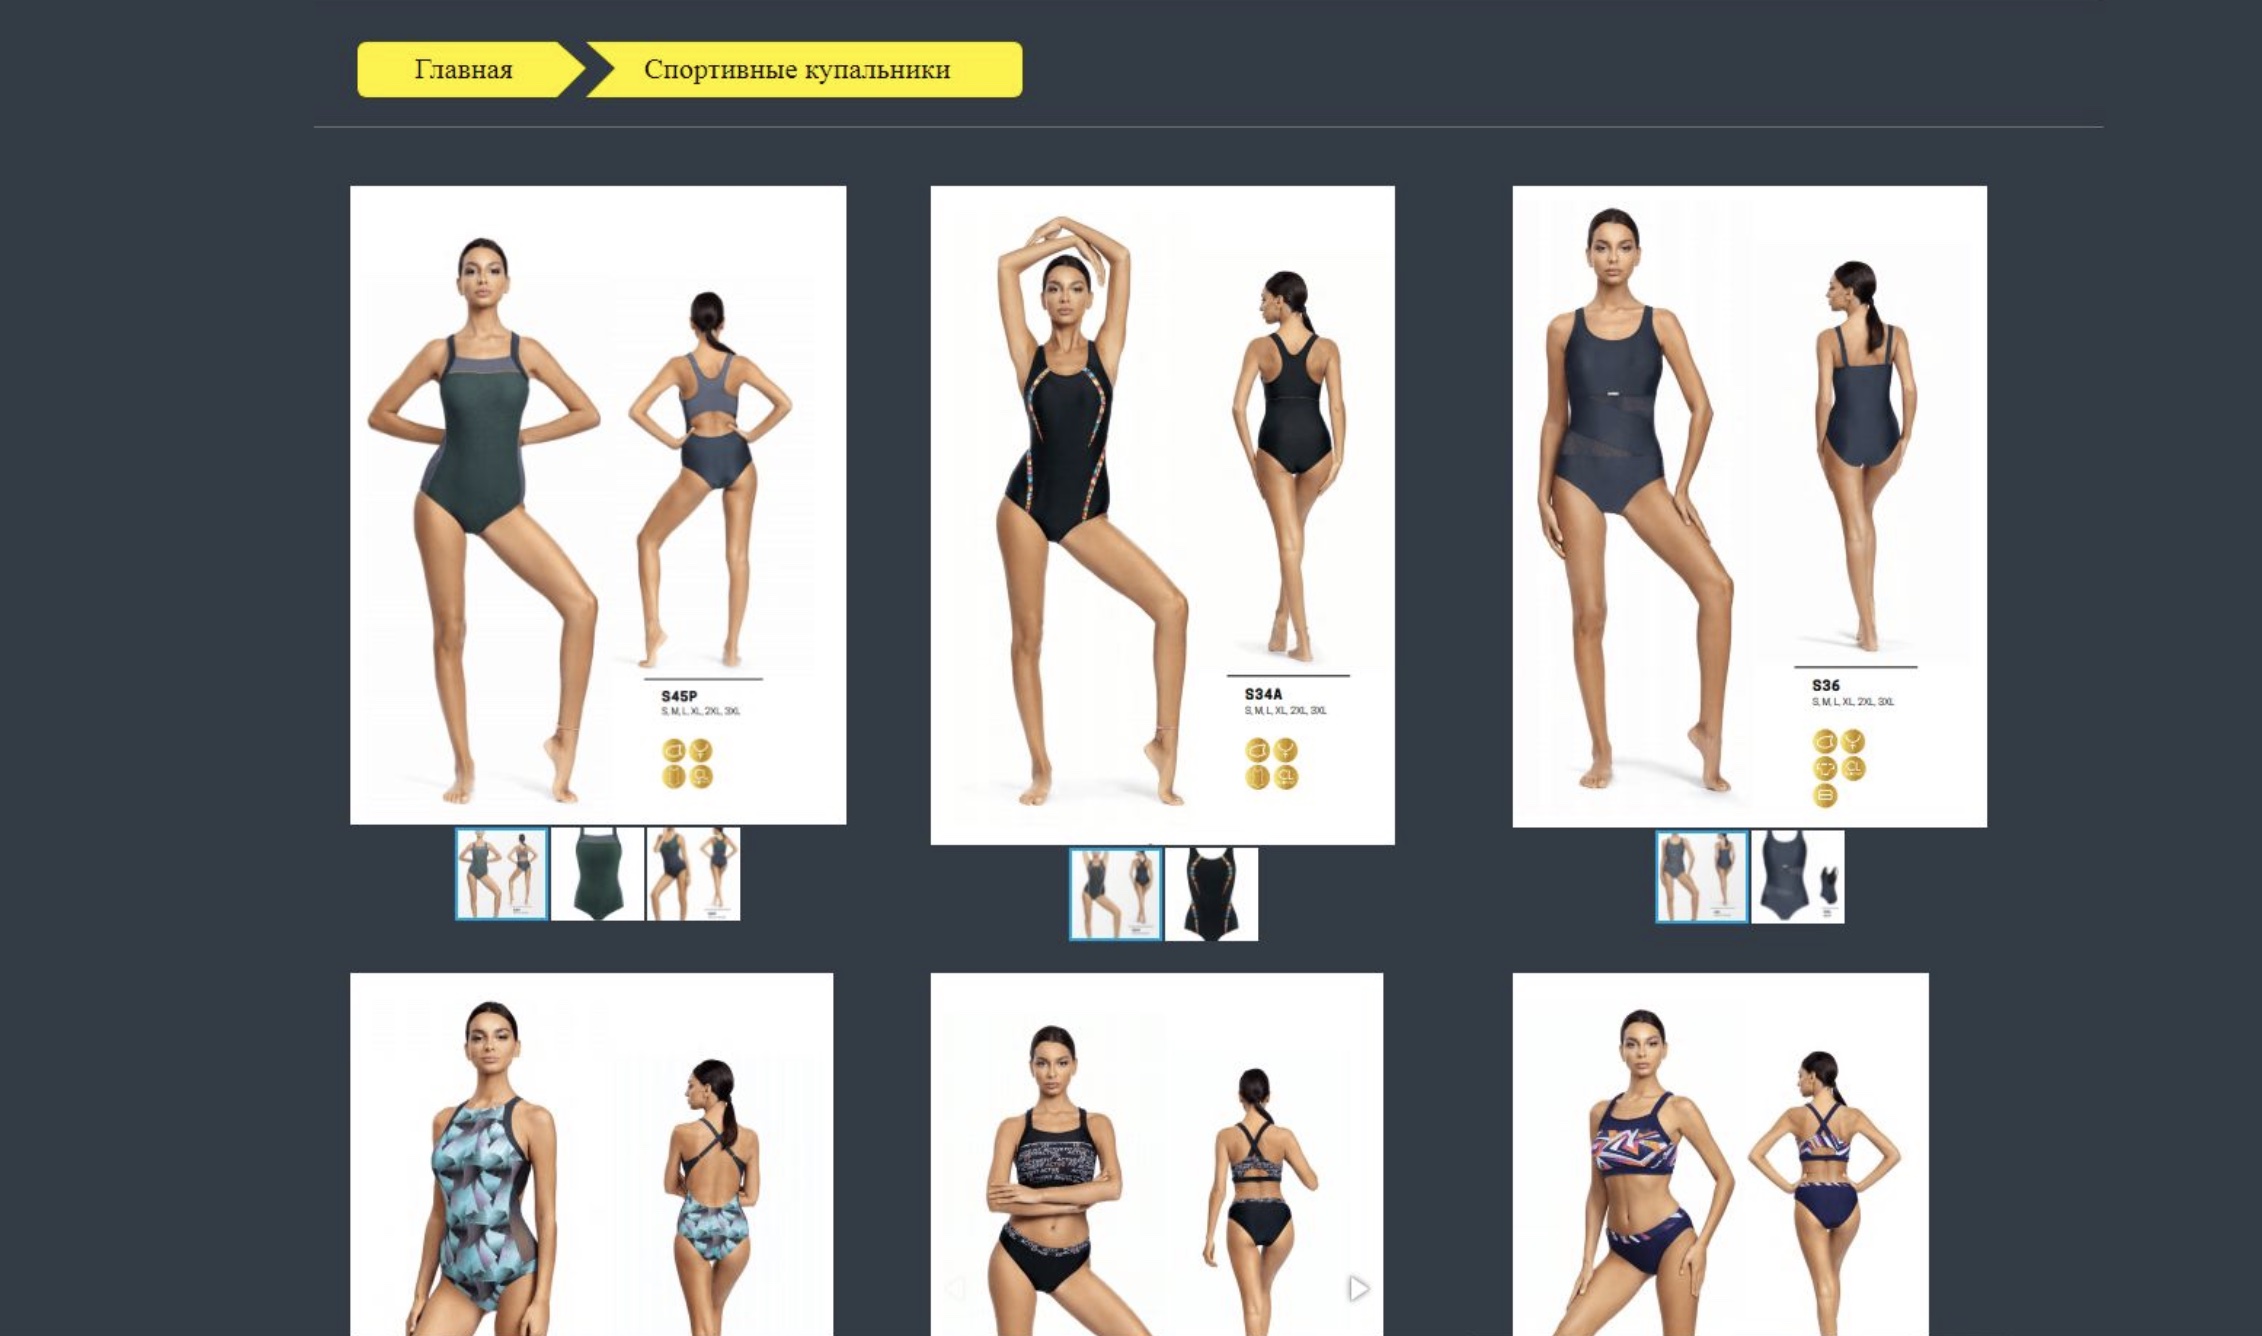 Главная
Спортивные купальники
S45P
S, M, L, XL, 2XL, 3XL
S34A
S, M, L, XL, 2XL, 3XL
S36
S, M, L, XL, 2XL, 3XL